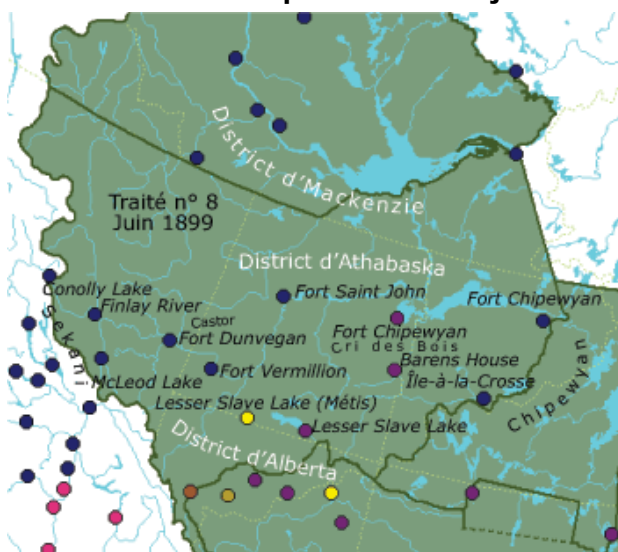 District d'Mackenzie
Traité n° 8
Juin 1899
District d'Athabaska
Conolly Lake
Fort Saint John
Fort Chipewyan
Finlay River
Sekani
Castor
Fort Chipewyan
Fort Dunvegan
Cri des Bois
Barens House
McLeod Lake
Fort Vermillion
Île-à-la-Crosse
Chipewyan
Lesser Slave Lake (Métis)
Lesser Slave Lake
District d'Alberta